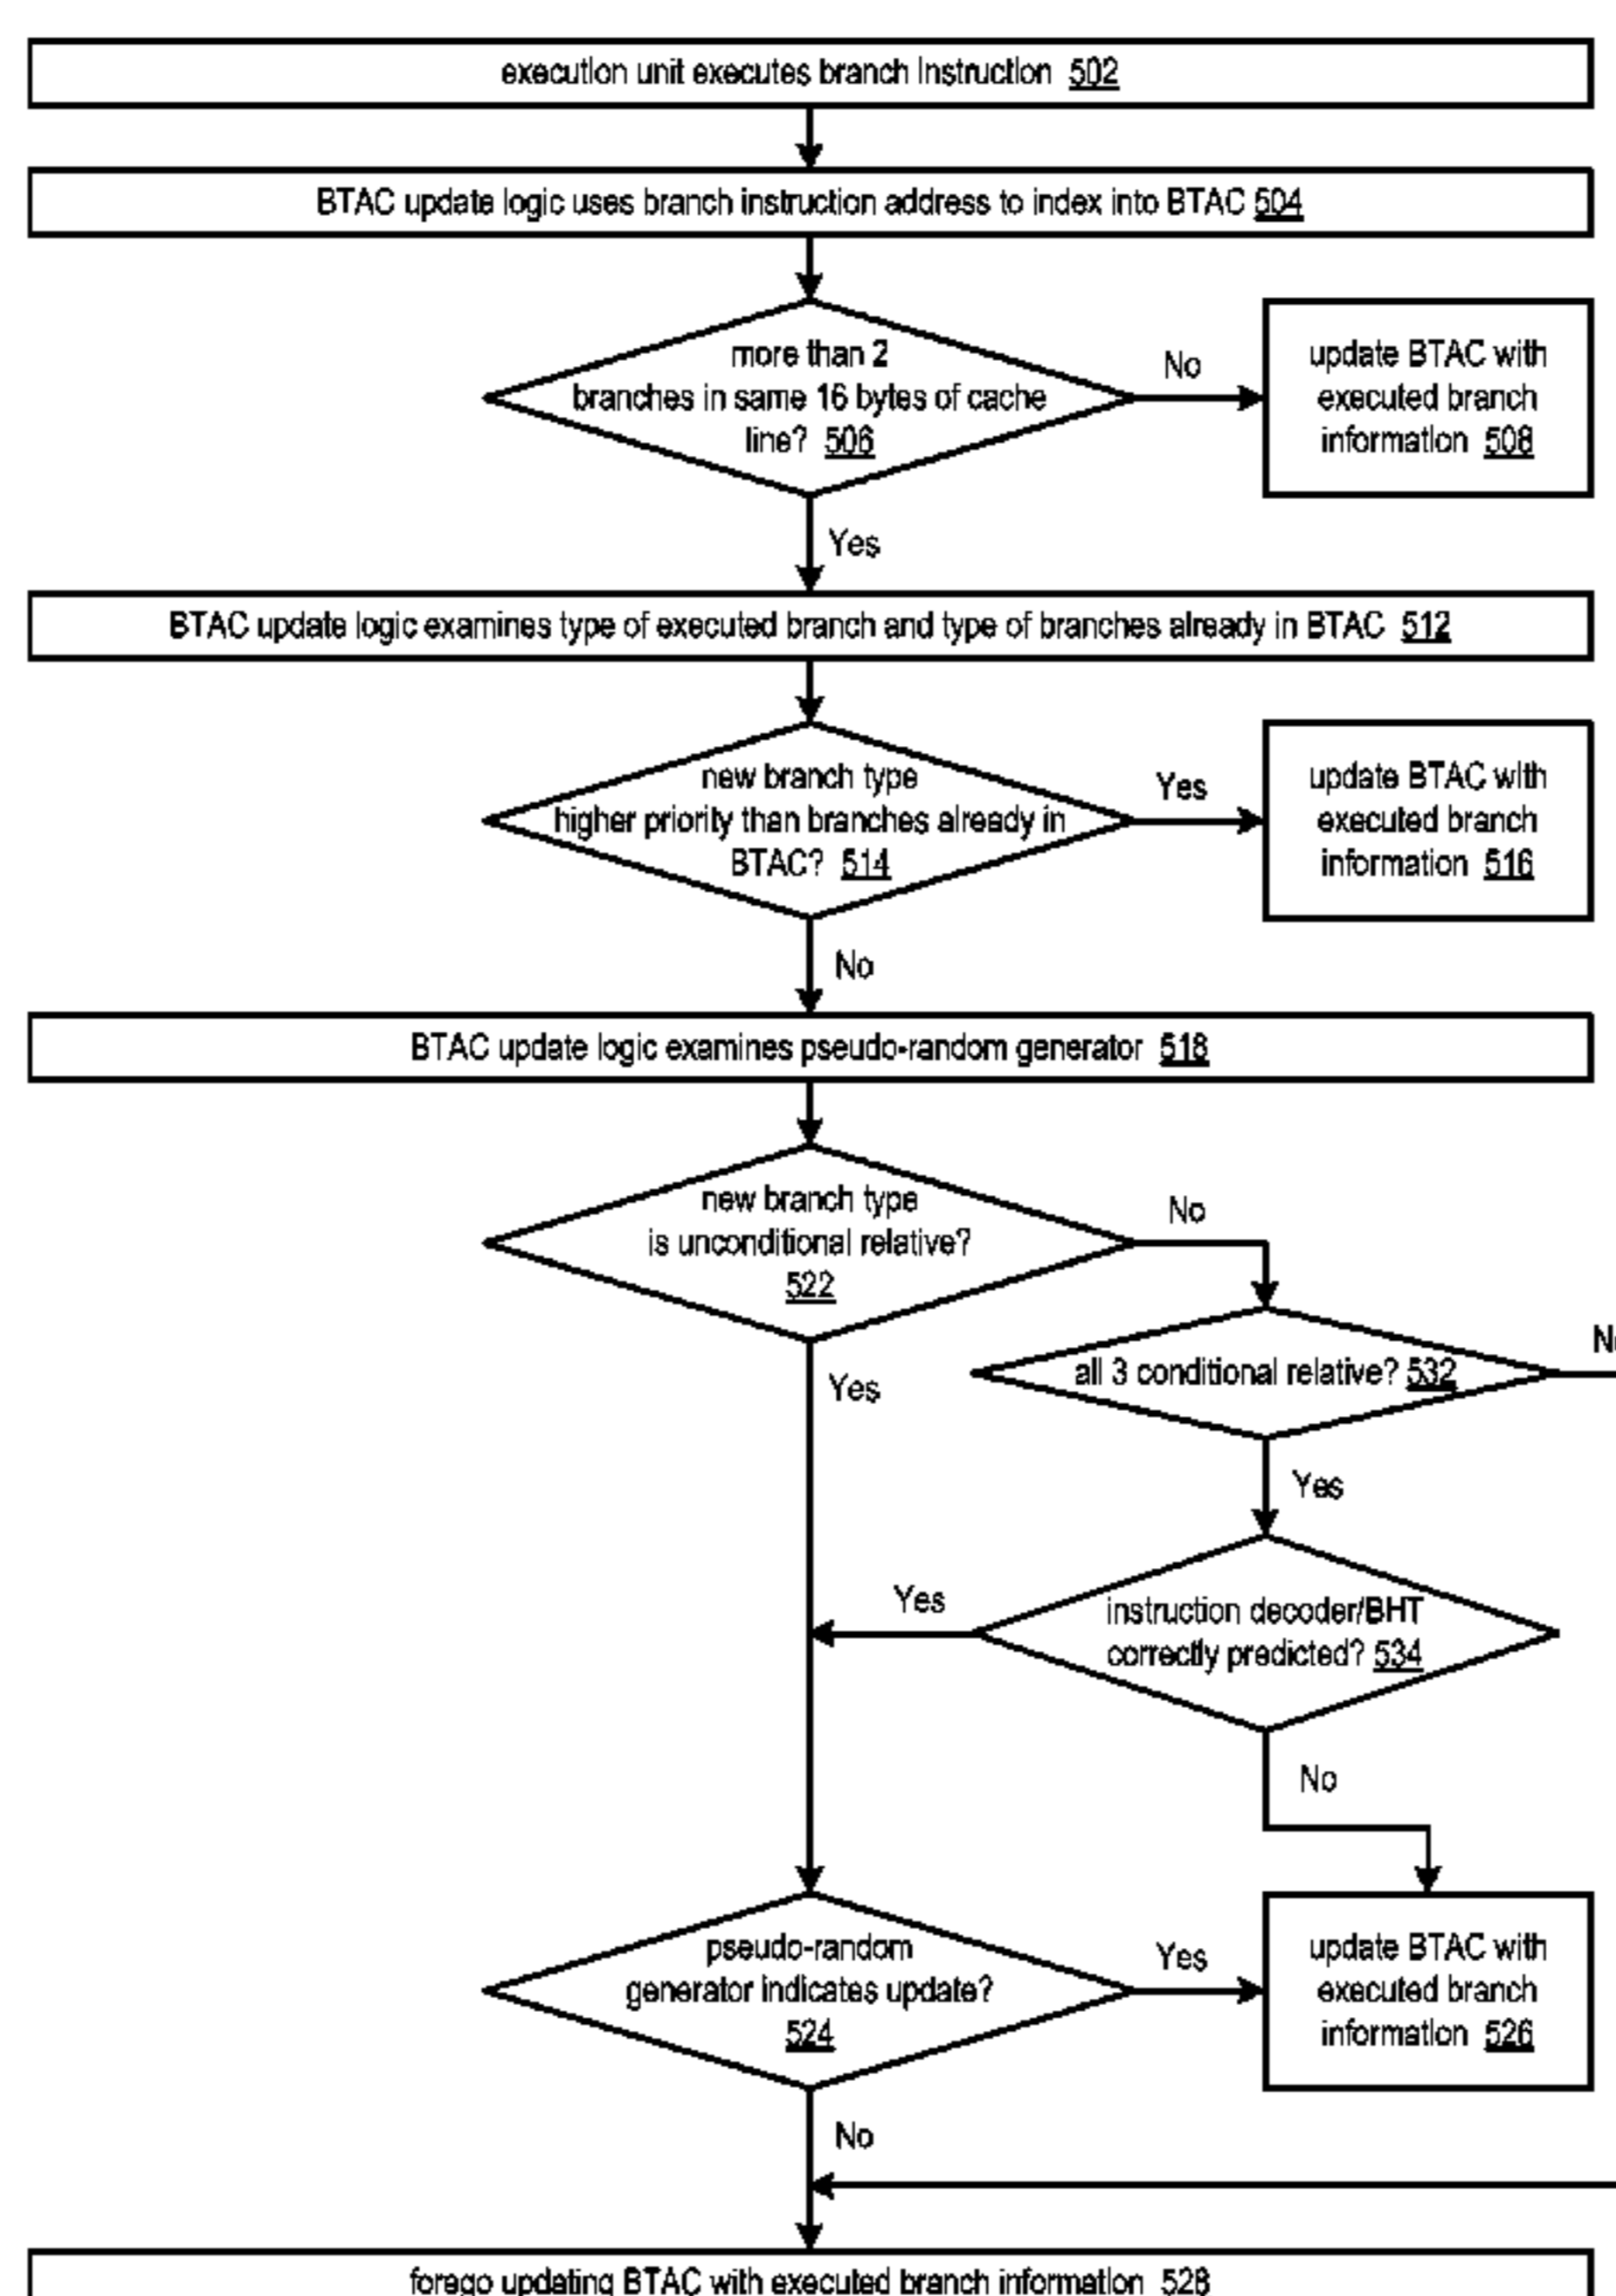 execution unit executes branch instruction 502
BTAC update logic uses branch instruction address to index into BTAC 504
more than 2
branches in same 16 bytes of cache
line? 506
No
update BTAC with
executed branch
information 508
Yes
BTAC update logic examines type of executed branch and type of branches already in BTAC 512
new branch type
higher priority than branches already in
BTAC? 514
Yes
update BTAC with
executed branch
information 516
No
BTAC update logic examines pseudo-random generator 518
new branch type
is unconditional relative?
522
No
Yes
all 3 conditional relative? 532
Yes
instruction decoder/BHT
correctly predicted? 534
Yes
No
pseudo-random
generator indicates update?
524
Yes
update BTAC with
executed branch
information 526
No
forego updating BTAC with executed branch information 528